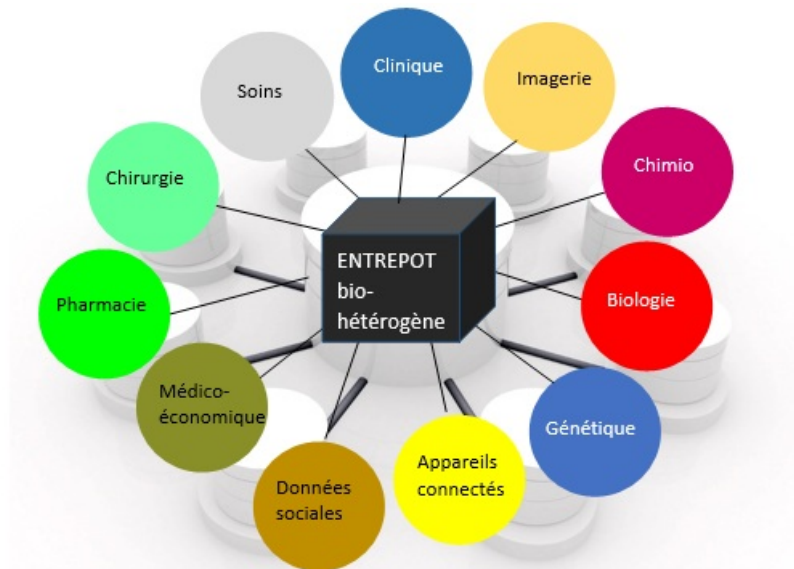 Clinique
Imagerie
Soins
Chimio
Chirurgie
ENTREPOT
bio-
hétérogène
Biologie
Pharmacie
Médico-
économique
Génétique
Appareils
connectés
Données
sociales